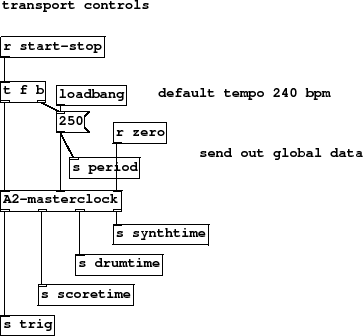 transport controls
r start-stop
t f b
loadbang
default tempo 240 bpm
250
r zero
send out global data
s period
A2-masterclock
s synthtime
s drumtime
s scoretime
s trig